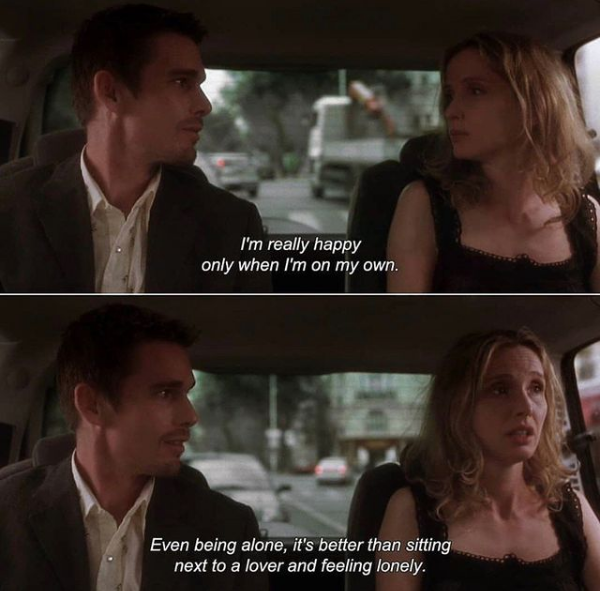 I'm really happy
only when I'm on my own.
Even being alone, it's better than sitting
next to a lover and feeling lonely.